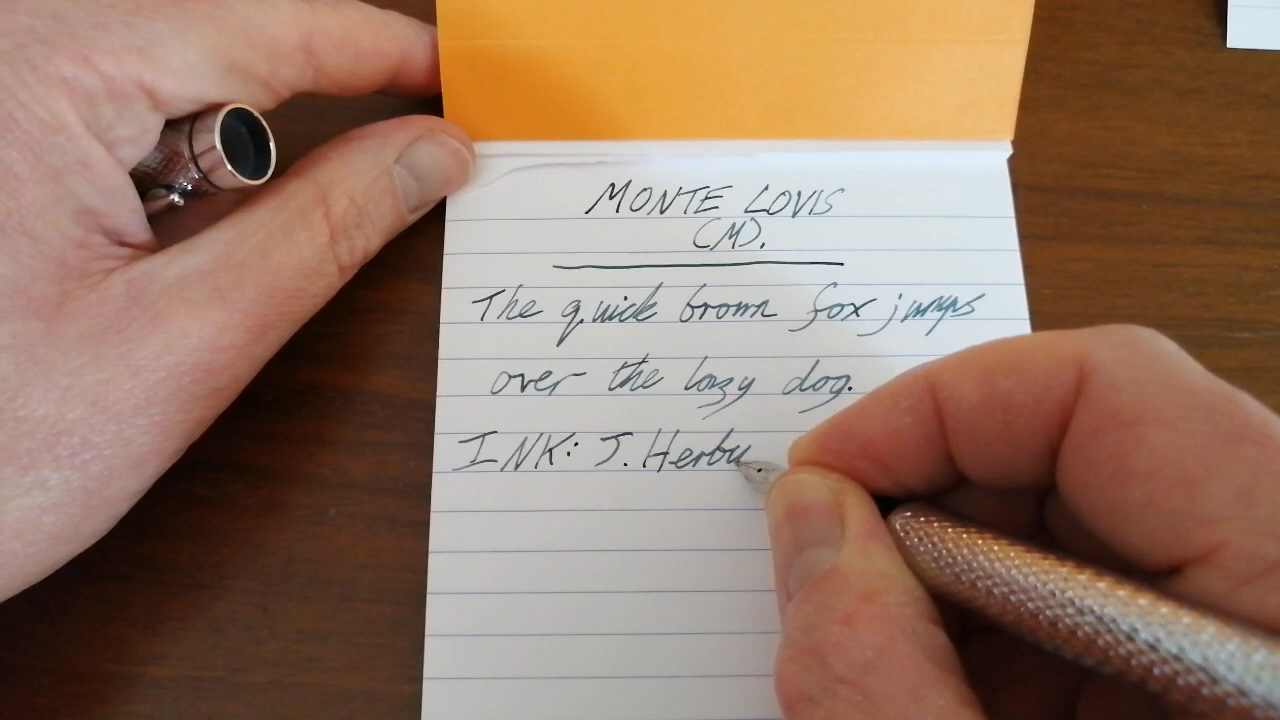 MONTE LOVIS
(M).
The quick brown fox jumps
over the lazy dog.
INK: J. Herbu